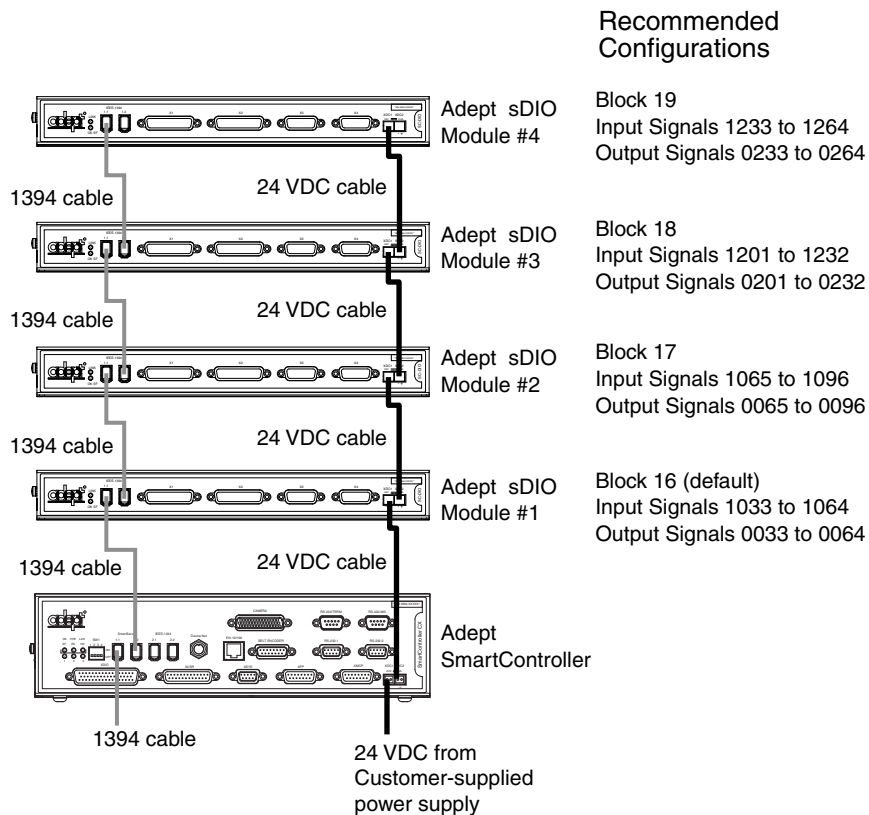 Recommended
Configurations
Adept sDIO
Module #4
Block 19
Input Signals 1233 to 1264
Output Signals 0233 to 0264
1394 cable
24 VDC cable
Adept sDIO
Module #3
Block 18
Input Signals 1201 to 1232
Output Signals 0201 to 0232
1394 cable
24 VDC cable
Adept sDIO
Module #2
Block 17
Input Signals 1065 to 1096
Output Signals 0065 to 0096
1394 cable
24 VDC cable
Adept sDIO
Module #1
Block 16 (default)
Input Signals 1033 to 1064
Output Signals 0033 to 0064
1394 cable
24 VDC cable
CAMERA
BELT ENCODER
SmartController CX
Adept
SmartController
1394 cable
24 VDC from
Customer-supplied
power supply